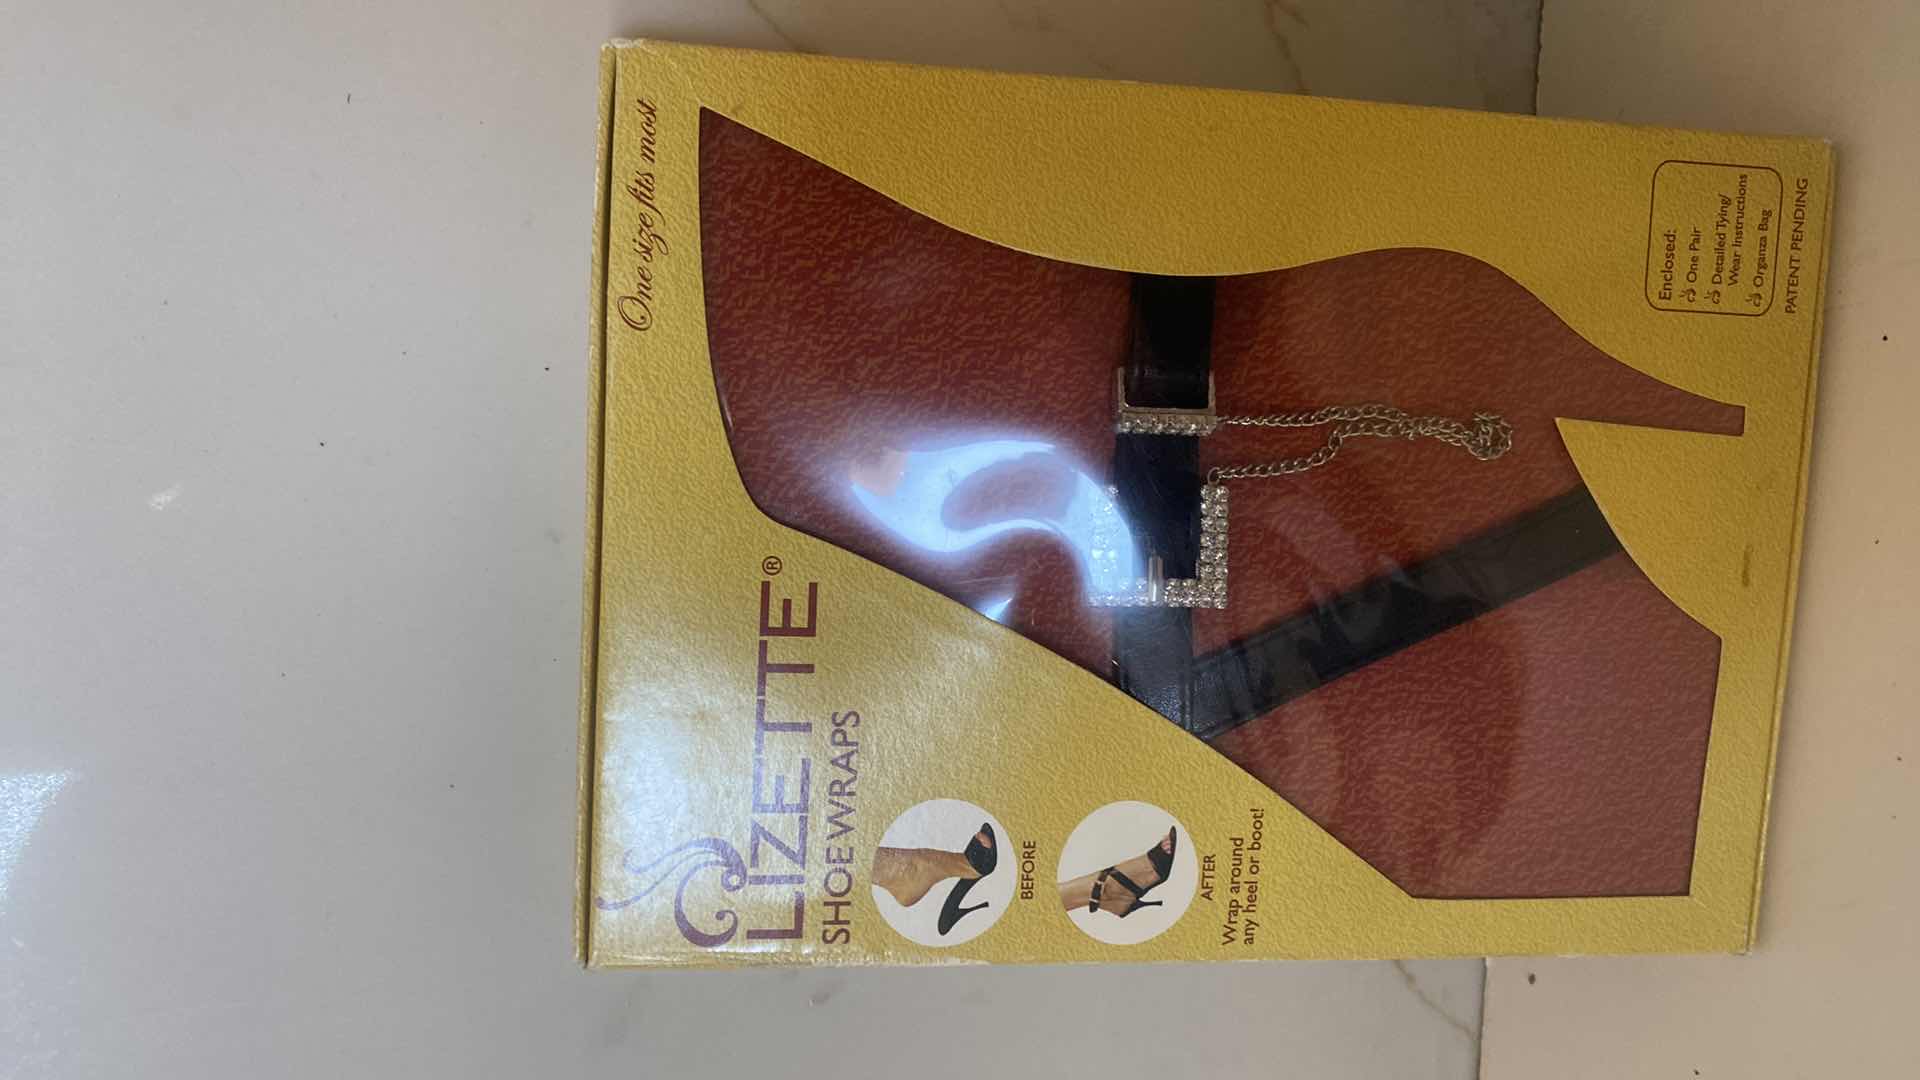 One size fits most
LIZETTE®
SHOE WRAPS
BEFORE
AFTER
Wrap around
any heel or boot!
Enclosed:
One Pair
Detailed Tying/
Wear Instructions
Organza Bag
PATENT PENDING